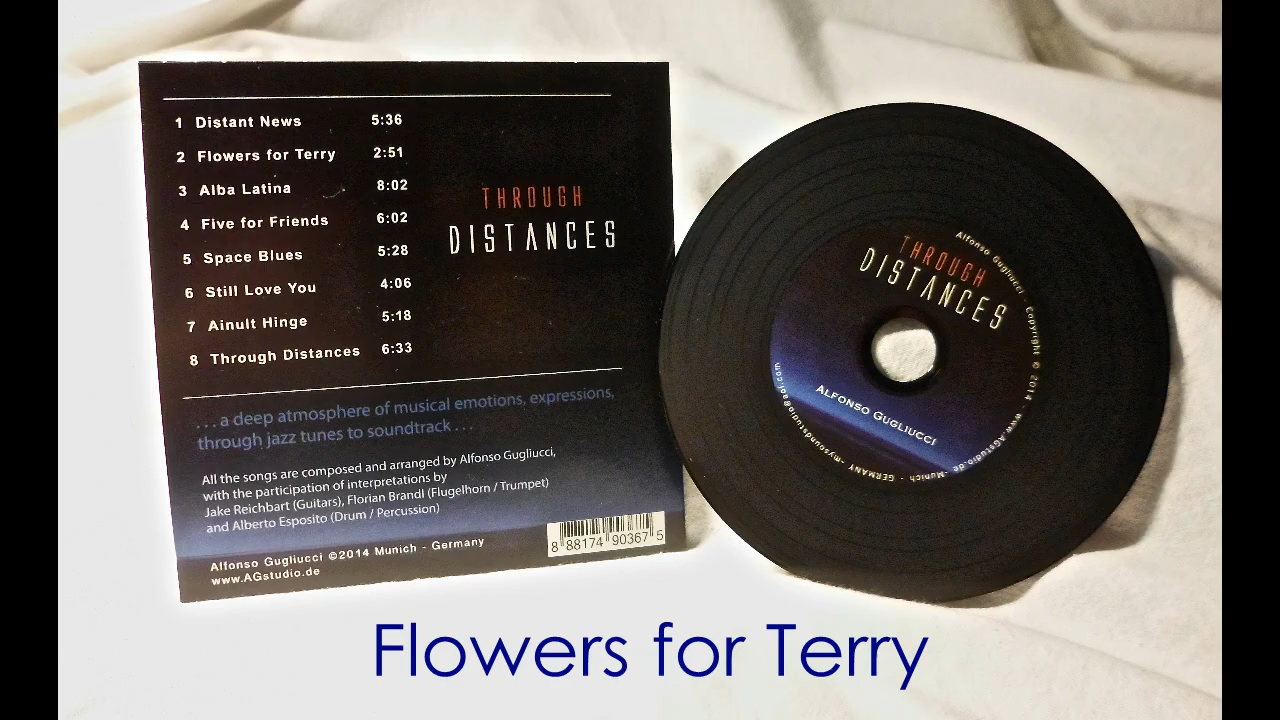 1 Distant News 5:36
2 Flowers for Terry 2:51
3 Alba Latina 8:02
4 Five for Friends 6:02
5 Space Blues 5:28
6 Still Love You 4:06
7 Ainult Hinge 5:18
8 Through Distances 6:33
THROUGH
DISTANCES
...a deep atmosphere of musical emotions, expressions,
through jazz tunes to soundtrack...
All the songs are composed and arranged by Alfonso Gugliucci,
with the participation of interpretations by
Jake Reichbart (Guitars), Florian Brandl (Flugelhorn / Trumpet)
and Alberto Esposito (Drum / Percussion)
Alfonso Gugliucci ©2014 Munich - Germany
www.AGstudio.de
8 88174 90367 5
THROUGH
DISTANCES
ALFONSO GUGLIUCCI
Alfonso Gugliucci - Copyright © 2014 - www.AGstudio.de - Munich - GERMANY - mysoundstudio@aol.com
Flowers for Terry